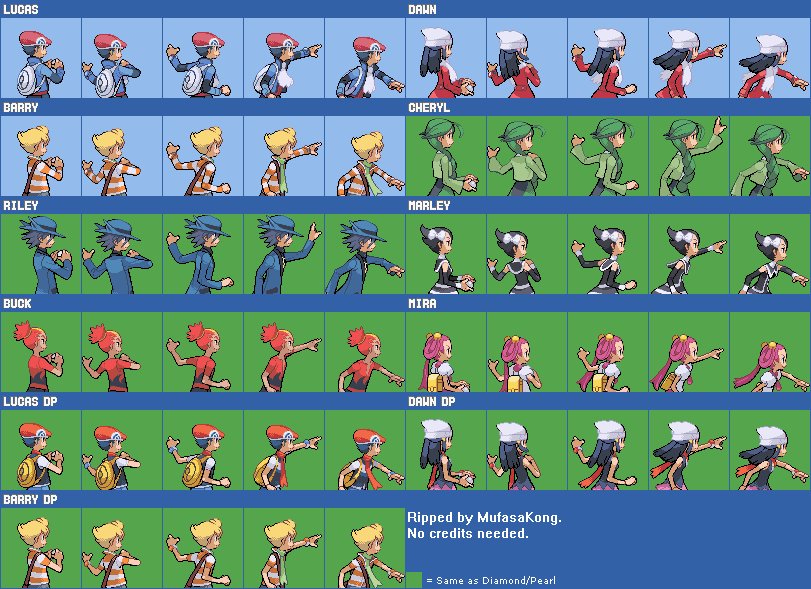 LUCAS
DAWN
BARRY
CHERYL
RILEY
MARLEY
BUCK
MIRA
LUCAS DP
DAWN DP
BARRY DP
Ripped by MufasaKong.
No credits needed.
= Same as Diamond/Pearl